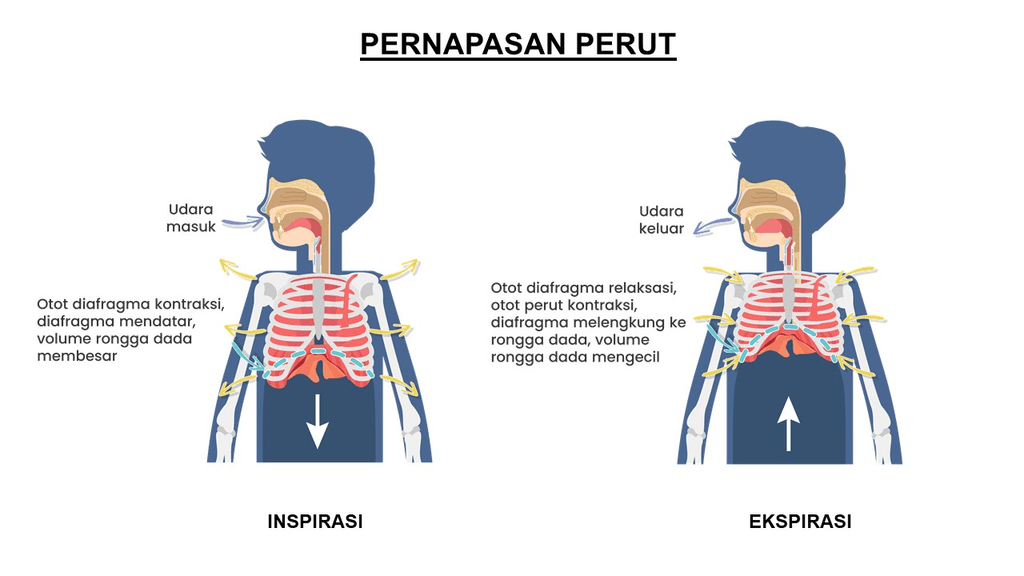 PERNAPASAN PERUT
Udara
masuk
Otot diafragma kontraksi,
diafragma mendatar,
volume rongga dada
membesar
INSPIRASI
Udara
keluar
Otot diafragma relaksasi,
otot perut kontraksi,
diafragma melengkung ke
rongga dada, volume
rongga dada mengecil
EKSPIRASI